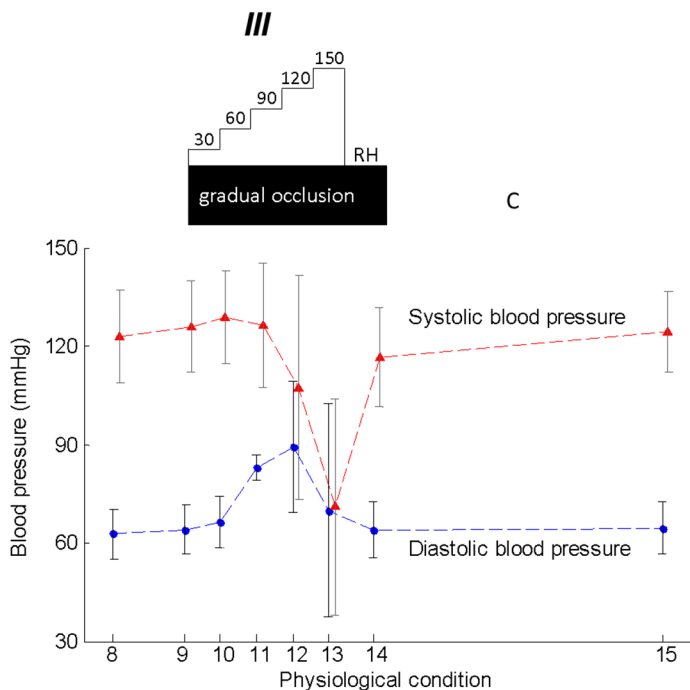 III
150
120
90
60
30
RH
gradual occlusion
C
150
120
90
60
30
Blood pressure (mmHg)
Systolic blood pressure
Diastolic blood pressure
8 9 10 11 12 13 14 15
Physiological condition